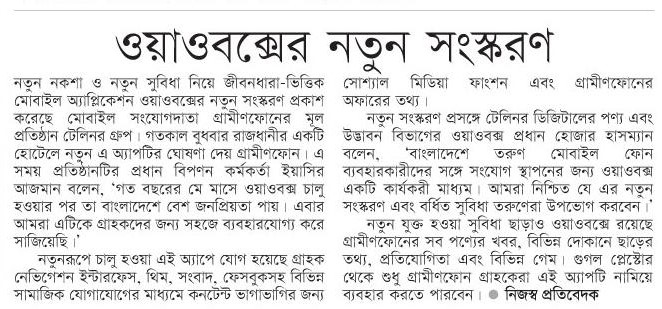 ওয়াওবক্সের নতুন সংস্করণ
নতুন নকশা ও নতুন সুবিধা নিয়ে জীবনধারা-ভিত্তিক
মোবাইল অ্যাপ্লিকেশন ওয়াওবক্সের নতুন সংস্করণ প্রকাশ
করেছে মোবাইল সংযোগদাতা গ্রামীণফোনের মূল
প্রতিষ্ঠান টেলিনর গ্রুপ। গতকাল বুধবার রাজধানীর একটি
হোটেলে নতুন এ অ্যাপটির ঘোষণা দেয় গ্রামীণফোন। এ
সময় প্রতিষ্ঠানটির প্রধান বিপণন কর্মকর্তা ইয়াসির
আজমান বলেন, ‘গত বছরের মে মাসে ওয়াওবক্স চালু
হওয়ার পর তা বাংলাদেশে বেশ জনপ্রিয়তা পায়। এবার
আমরা এটিকে গ্রাহকদের জন্য সহজে ব্যবহারযোগ্য করে
সাজিয়েছি।’
নতুনরূপে চালু হওয়া এই অ্যাপে যোগ হয়েছে গ্রাহক
নেভিগেশন ইন্টারফেস, থিম, সংবাদ, ফেসবুকসহ বিভিন্ন
সামাজিক যোগাযোগের মাধ্যমে কনটেন্ট ভাগাভাগির জন্য
সোশ্যাল মিডিয়া ফাংশন এবং গ্রামীণফোনের
অফারের তথ্য।
নতুন সংস্করণ প্রসঙ্গে টেলিনর ডিজিটালের পণ্য এবং
উদ্ভাবন বিভাগের ওয়াওবক্স প্রধান হোজার হাসম্যান
বলেন, ‘বাংলাদেশে তরুণ মোবাইল ফোন
ব্যবহারকারীদের সঙ্গে সংযোগ স্থাপনের জন্য ওয়াওবক্স
একটি কার্যকরী মাধ্যম। আমরা নিশ্চিত যে এর নতুন
সংস্করণ এবং বর্ধিত সুবিধা তরুণেরা উপভোগ করবেন।’
নতুন যুক্ত হওয়া সুবিধা ছাড়াও ওয়াওবক্সে রয়েছে
গ্রামীণফোনের সব পণ্যের খবর, বিভিন্ন দোকানে ছাড়ের
তথ্য, প্রতিযোগিতা এবং বিভিন্ন গেম। গুগল প্লেস্টোর
থেকে শুধু গ্রামীণফোন গ্রাহকেরা এই অ্যাপটি নামিয়ে
ব্যবহার করতে পারবেন। ● নিজস্ব প্রতিবেদক